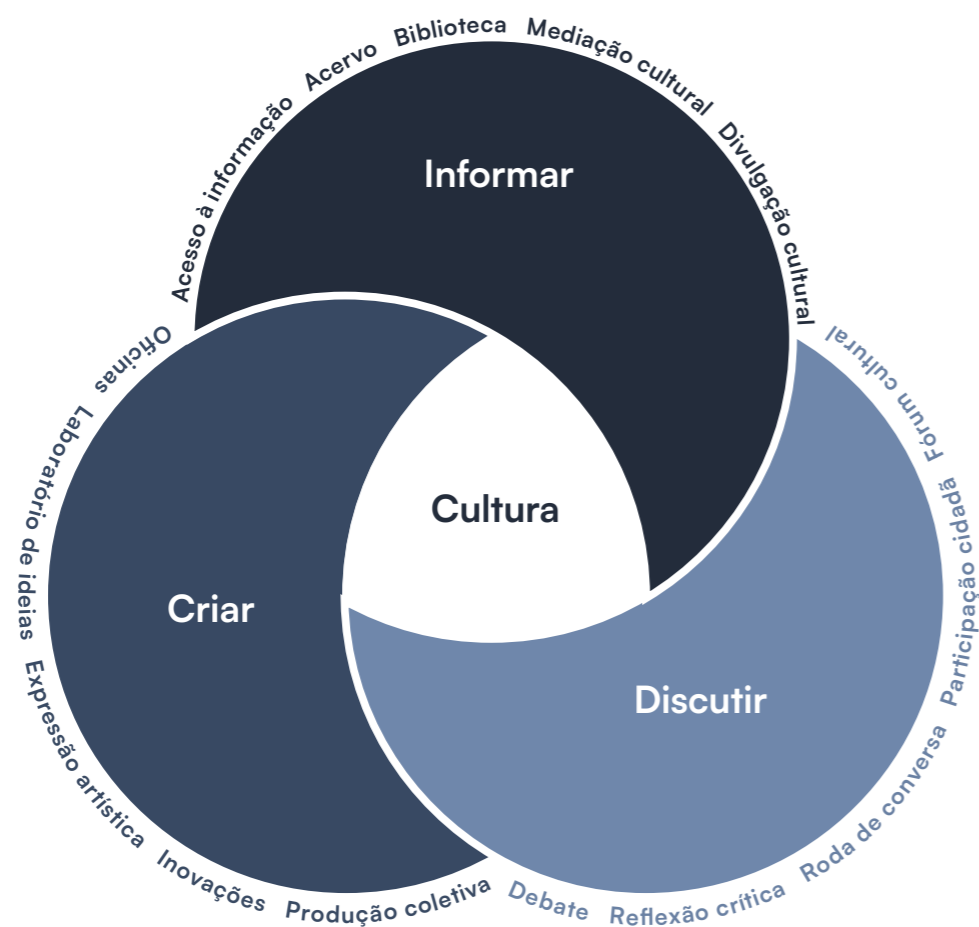 Acesso à informação
Acervo
Biblioteca
Mediação cultural
Divulgação cultural
Informar
Oficinas
Laboratório de ideias
Expressão artística
Inovações
Produção coletiva
Criar
Cultura
Discutir
Fórum cultural
Participação cidadã
Roda de conversa
Reflexão crítica
Debate